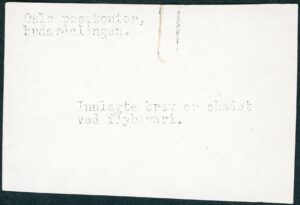 Oslo postkontor,
budavdelingen.
Innlagte brev er skadet
ved flyhavari.